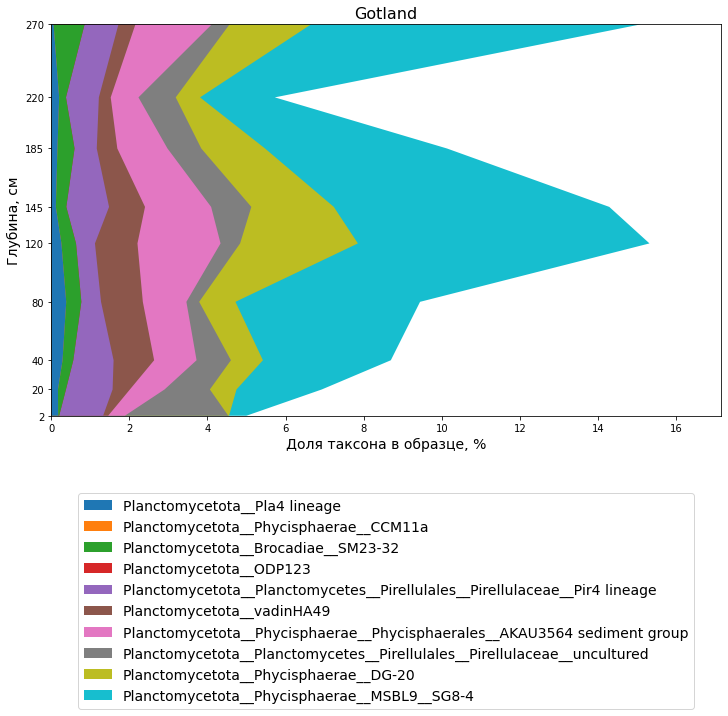 Gotland
270
220
185
145
120
80
40
20
2
Глубина, см
0 2 4 6 8 10 12 14 16
Доля таксона в образце, %
Planctomycetota__Pla4 lineage
Planctomycetota__Phycisphaerae__CCM11a
Planctomycetota__Brocadiae__SM23-32
Planctomycetota__ODP123
Planctomycetota__Planctomycetes__Pirellulales__Pirellulaceae__Pir4 lineage
Planctomycetota__vadinHA49
Planctomycetota__Phycisphaerae__Phycisphaerales__AKAU3564 sediment group
Planctomycetota__Planctomycetes__Pirellulales__Pirellulaceae__uncultured
Planctomycetota__Phycisphaerae__DG-20
Planctomycetota__Phycisphaerae__MSBL9__SG8-4